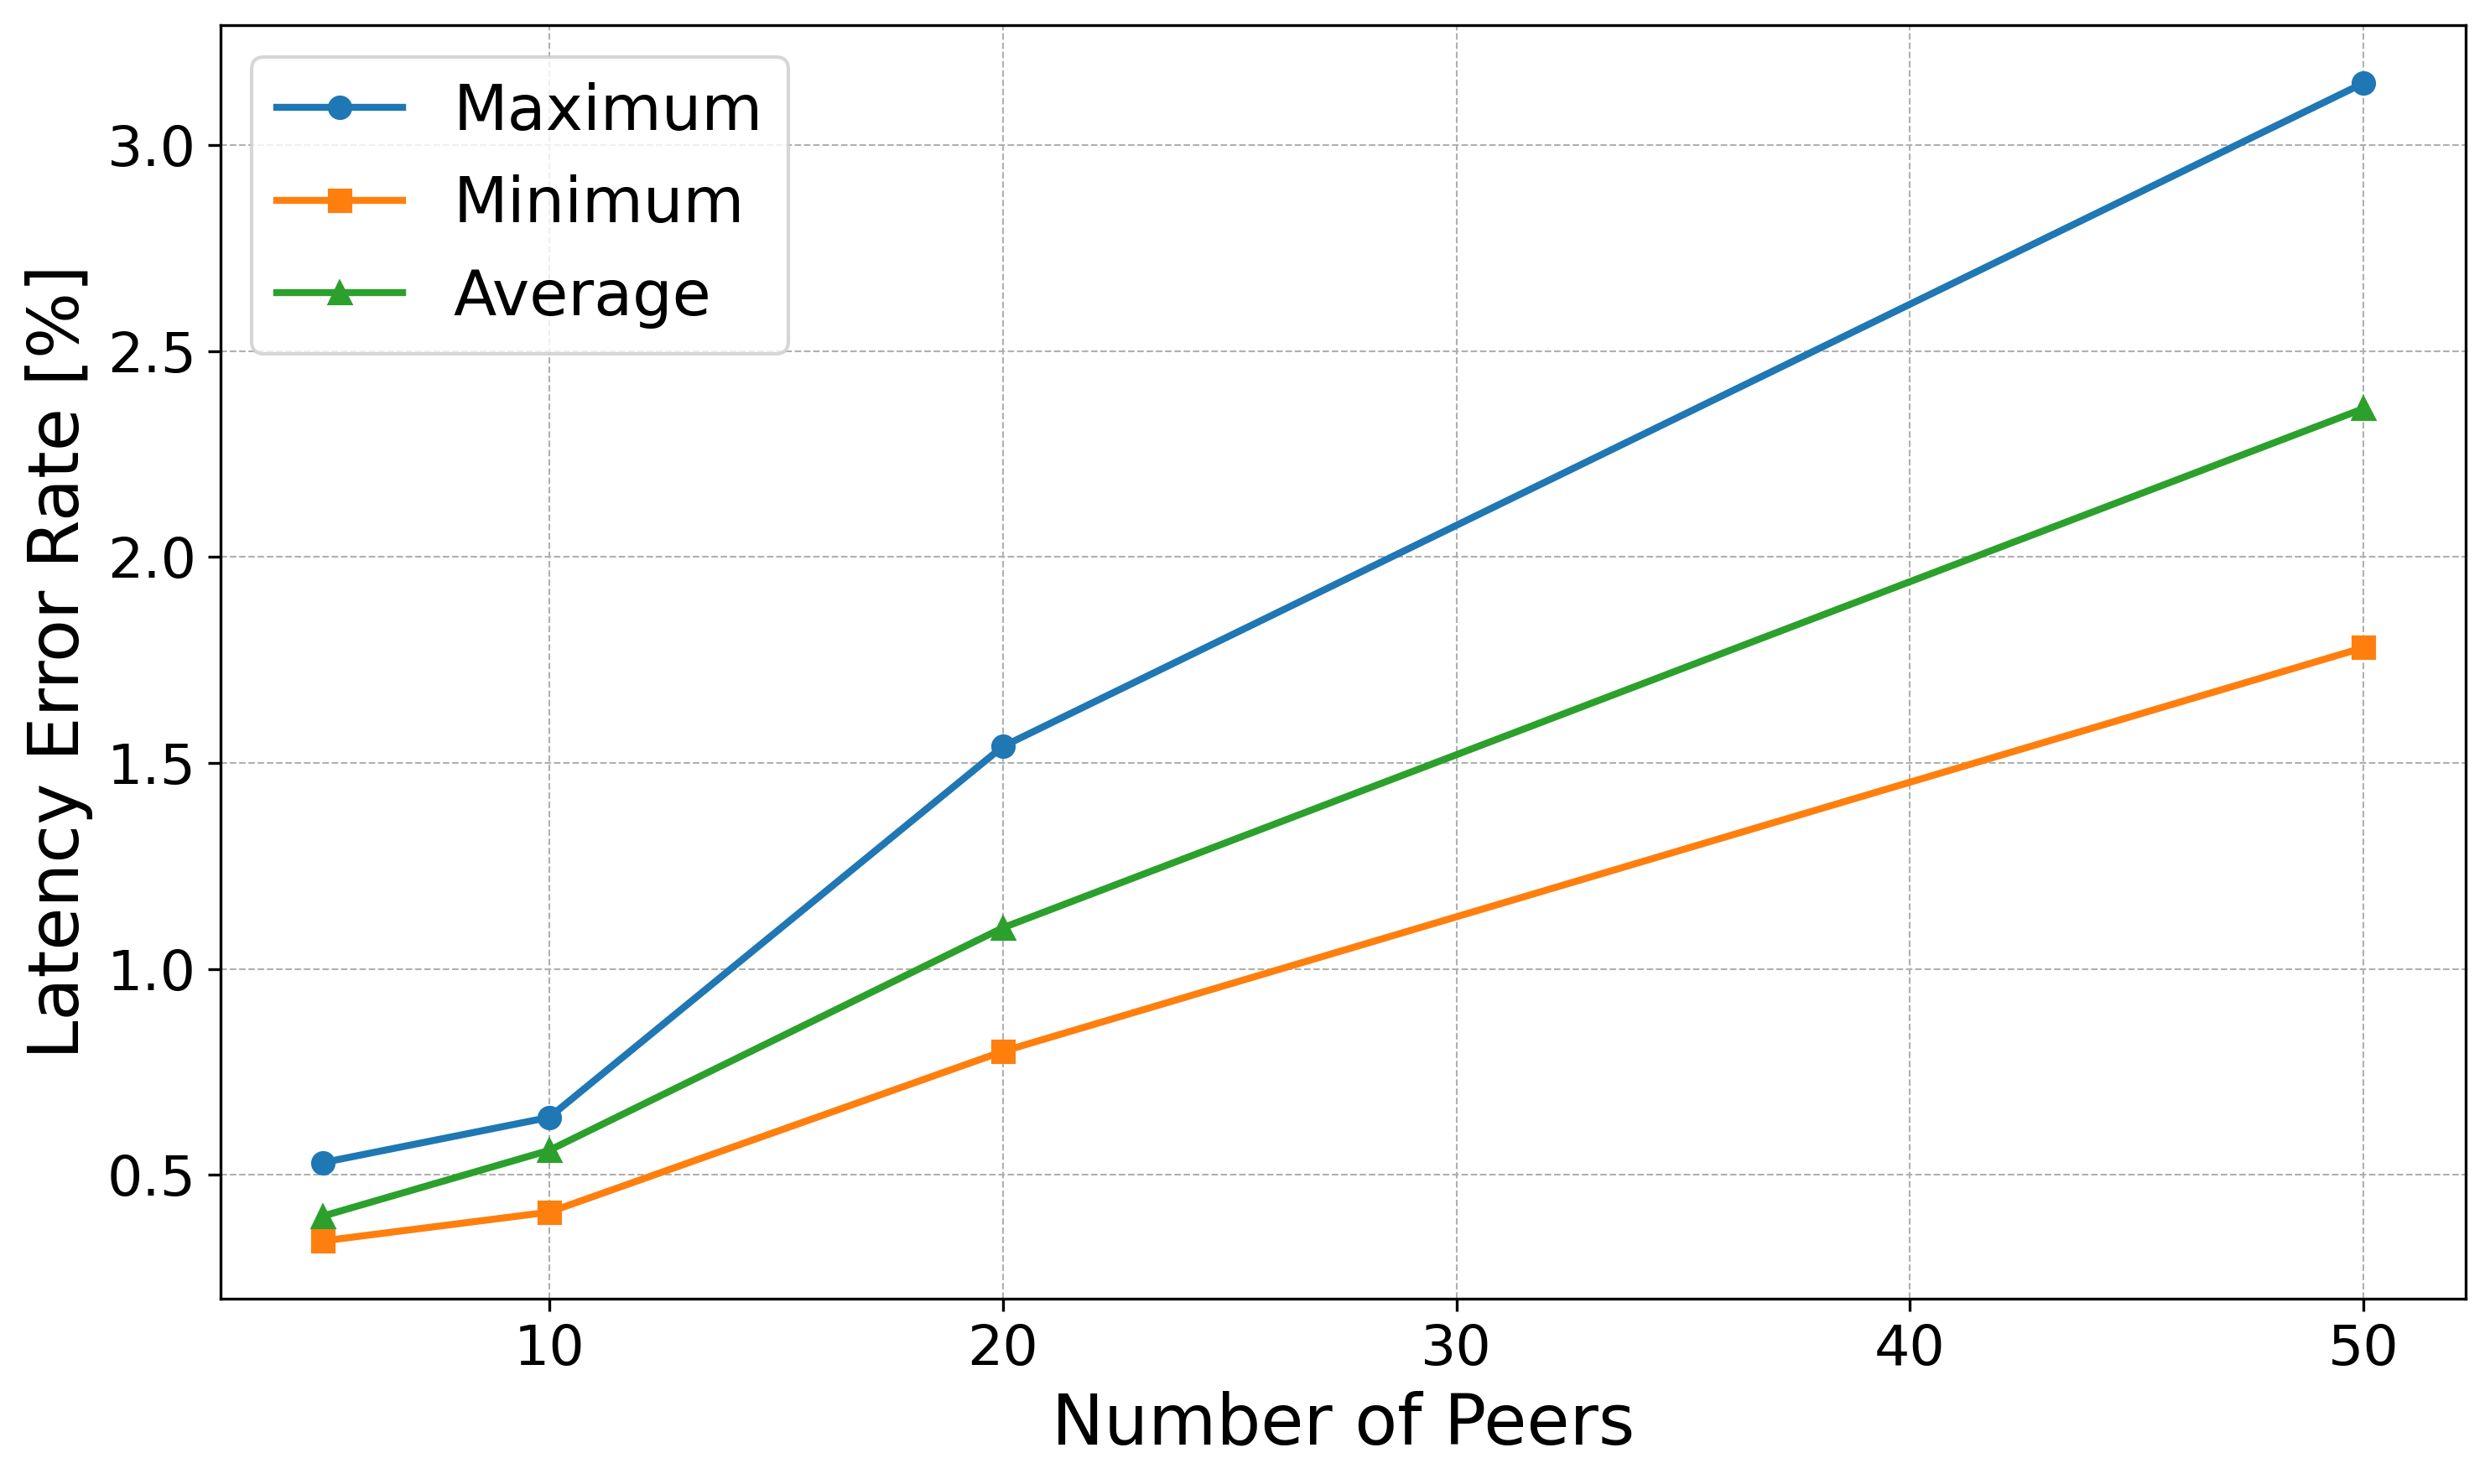 Maximum
Minimum
Average
Latency Error Rate [%]
3.0
2.5
2.0
1.5
1.0
0.5
10 20 30 40 50
Number of Peers